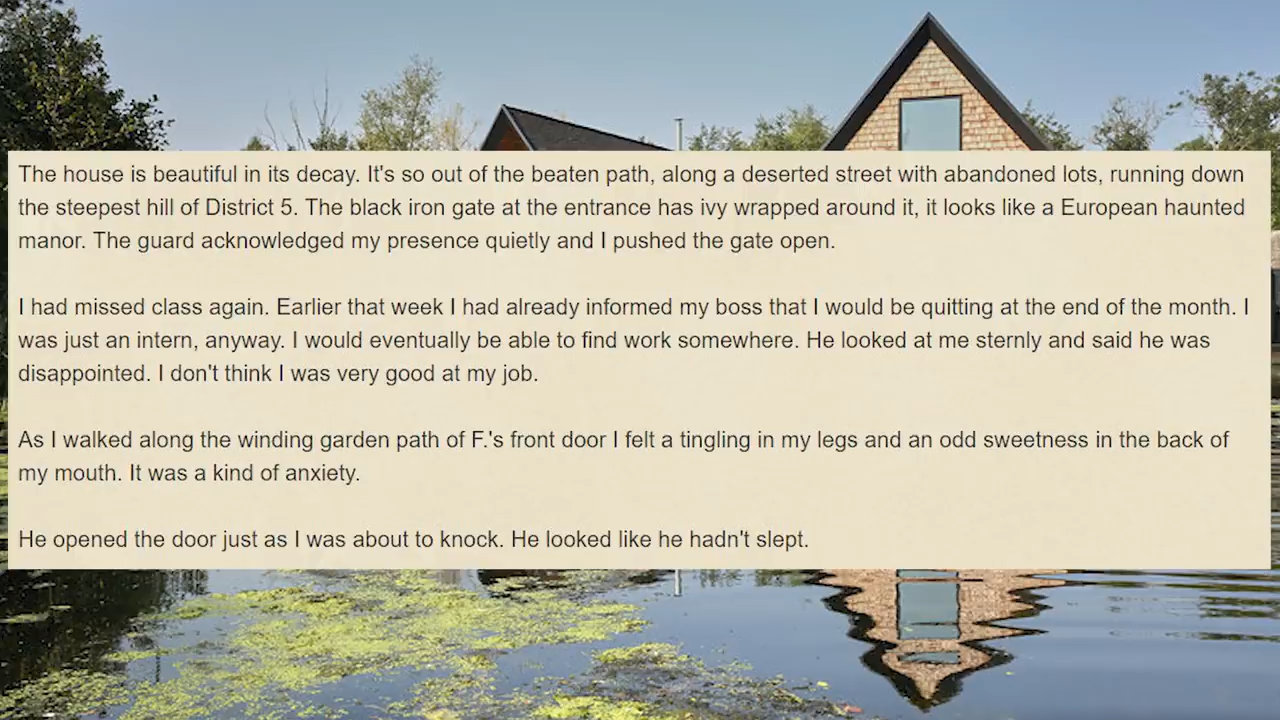 The house is beautiful in its decay. It's so out of the beaten path, along a deserted street with abandoned lots, running down
the steepest hill of District 5. The black iron gate at the entrance has ivy wrapped around it, it looks like a European haunted
manor. The guard acknowledged my presence quietly and I pushed the gate open.
I had missed class again. Earlier that week I had already informed my boss that I would be quitting at the end of the month. I
was just an intern, anyway. I would eventually be able to find work somewhere. He looked at me sternly and said he was
disappointed. I don't think I was very good at my job.
As I walked along the winding garden path of F.'s front door I felt a tingling in my legs and an odd sweetness in the back of
my mouth. It was a kind of anxiety.
He opened the door just as I was about to knock. He looked like he hadn't slept.